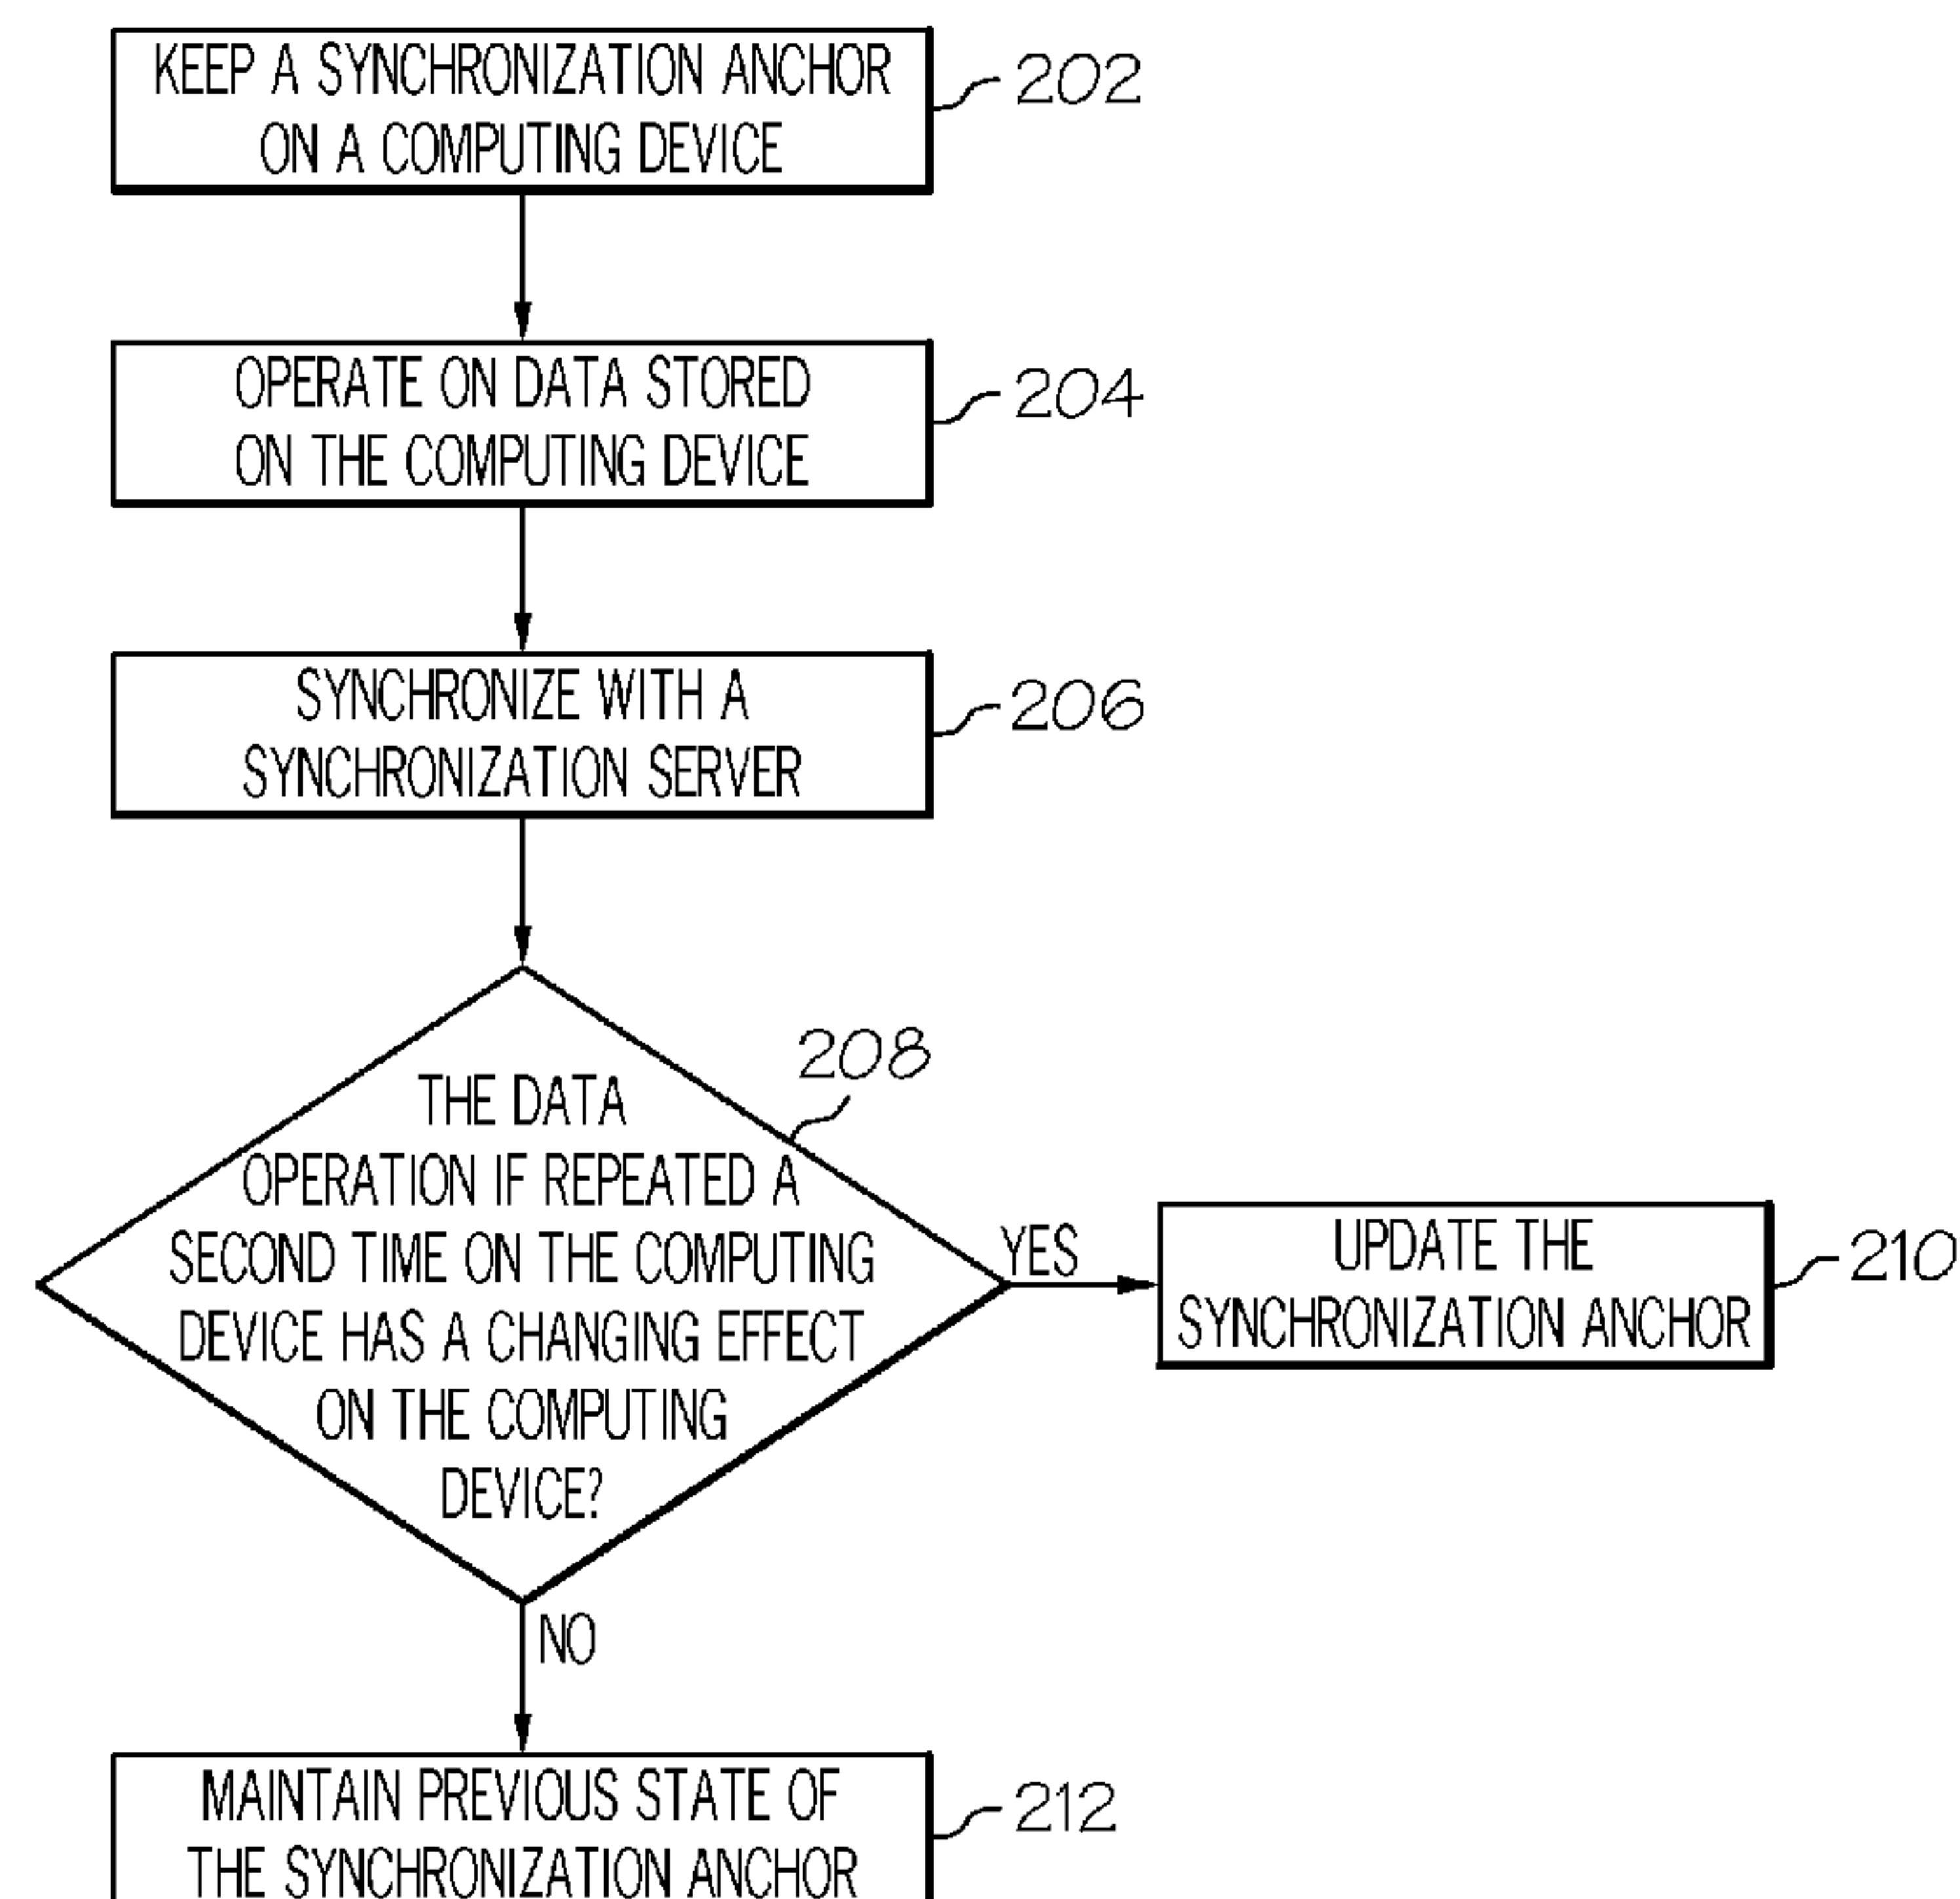 KEEP A SYNCHRONIZATION ANCHOR
ON A COMPUTING DEVICE
202
OPERATE ON DATA STORED
ON THE COMPUTING DEVICE
204
SYNCHRONIZE WITH A
SYNCHRONIZATION SERVER
206
208
THE DATA
OPERATION IF REPEATED A
SECOND TIME ON THE COMPUTING
DEVICE HAS A CHANGING EFFECT
ON THE COMPUTING
DEVICE?
YES
UPDATE THE
SYNCHRONIZATION ANCHOR
210
NO
MAINTAIN PREVIOUS STATE OF
THE SYNCHRONIZATION ANCHOR
212